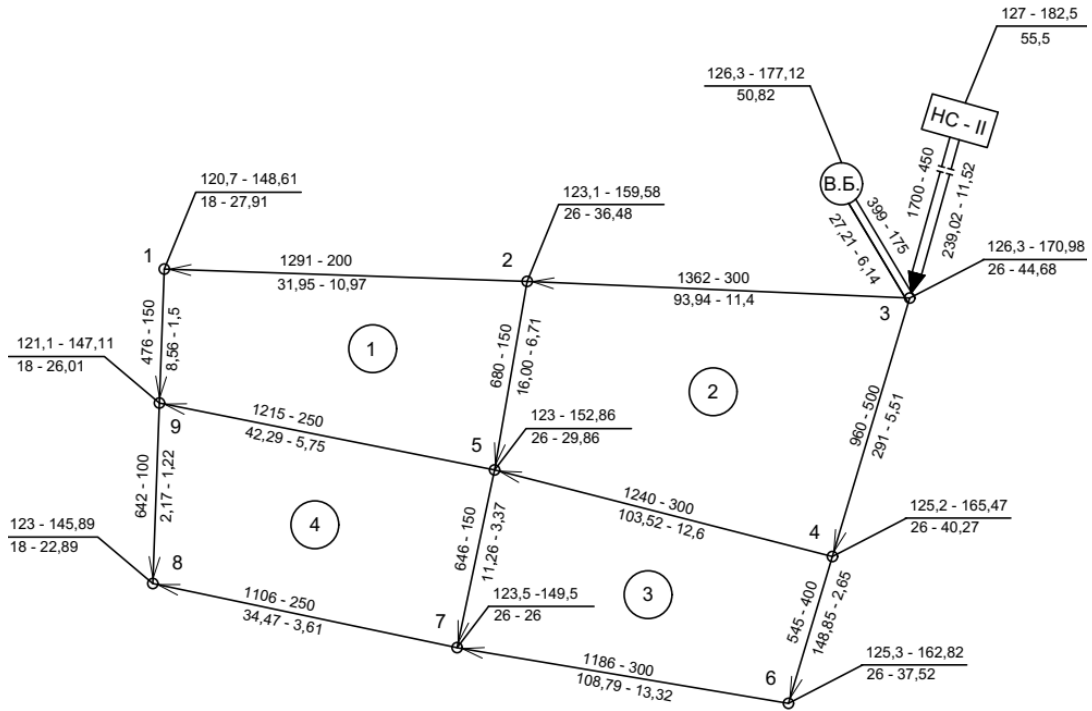 127 - 182,5
55,5
126,3 - 177,12
50,82
НС - II
В.Б.
1700 - 450
239,02 - 11,52
399 - 175
27,21 - 6,14
120,7 - 148,61
18 - 27,91
123,1 - 159,58
26 - 36,48
126,3 - 170,98
26 - 44,68
1
1291 - 200
31,95 - 10,97
2
1362 - 300
93,94 - 11,4
3
121,1 - 147,11
18 - 26,01
476 - 150
8,56 - 1,5
1
680 - 150
16,00 - 6,71
2
960 - 500
291 - 5,51
9
1215 - 250
42,29 - 5,75
5
123 - 152,86
26 - 29,86
1240 - 300
103,52 - 12,6
4
125,2 - 165,47
26 - 40,27
123 - 145,89
18 - 22,89
642 - 100
2,17 - 1,22
4
646 - 150
11,26 - 3,37
3
545 - 400
148,85 - 2,65
8
1106 - 250
34,47 - 3,61
7
123,5 -149,5
26 - 26
1186 - 300
108,79 - 13,32
6
125,3 - 162,82
26 - 37,52